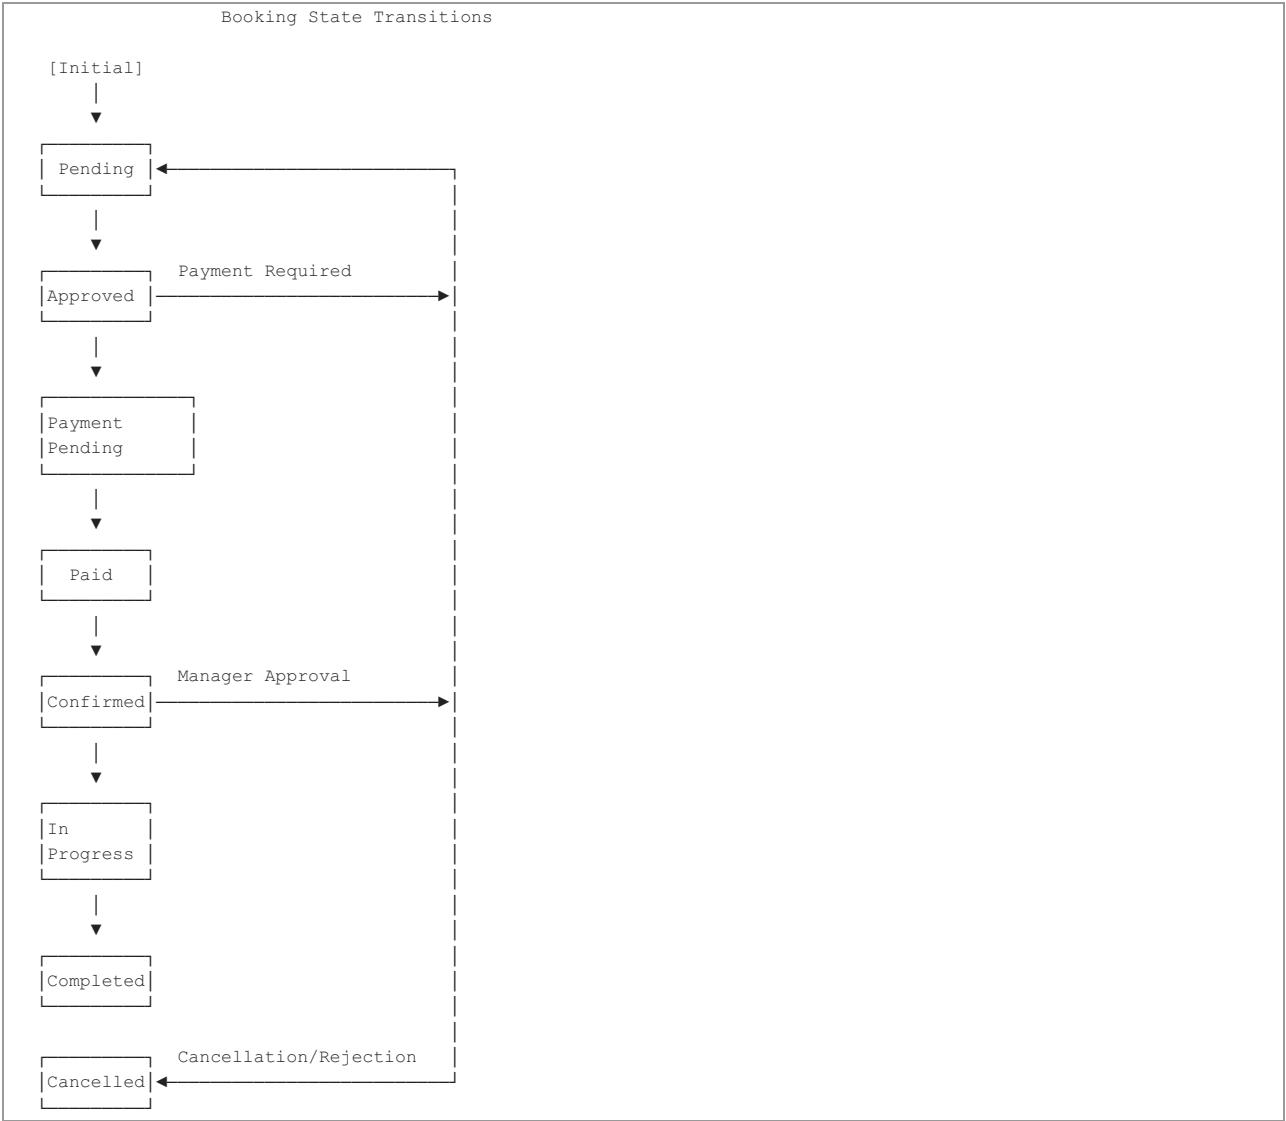 Booking State Transitions
[Initial]
Pending
Payment Required
Approved
Payment
Pending
Paid
Manager Approval
Confirmed
In
Progress
Completed
Cancellation/Rejection
Cancelled